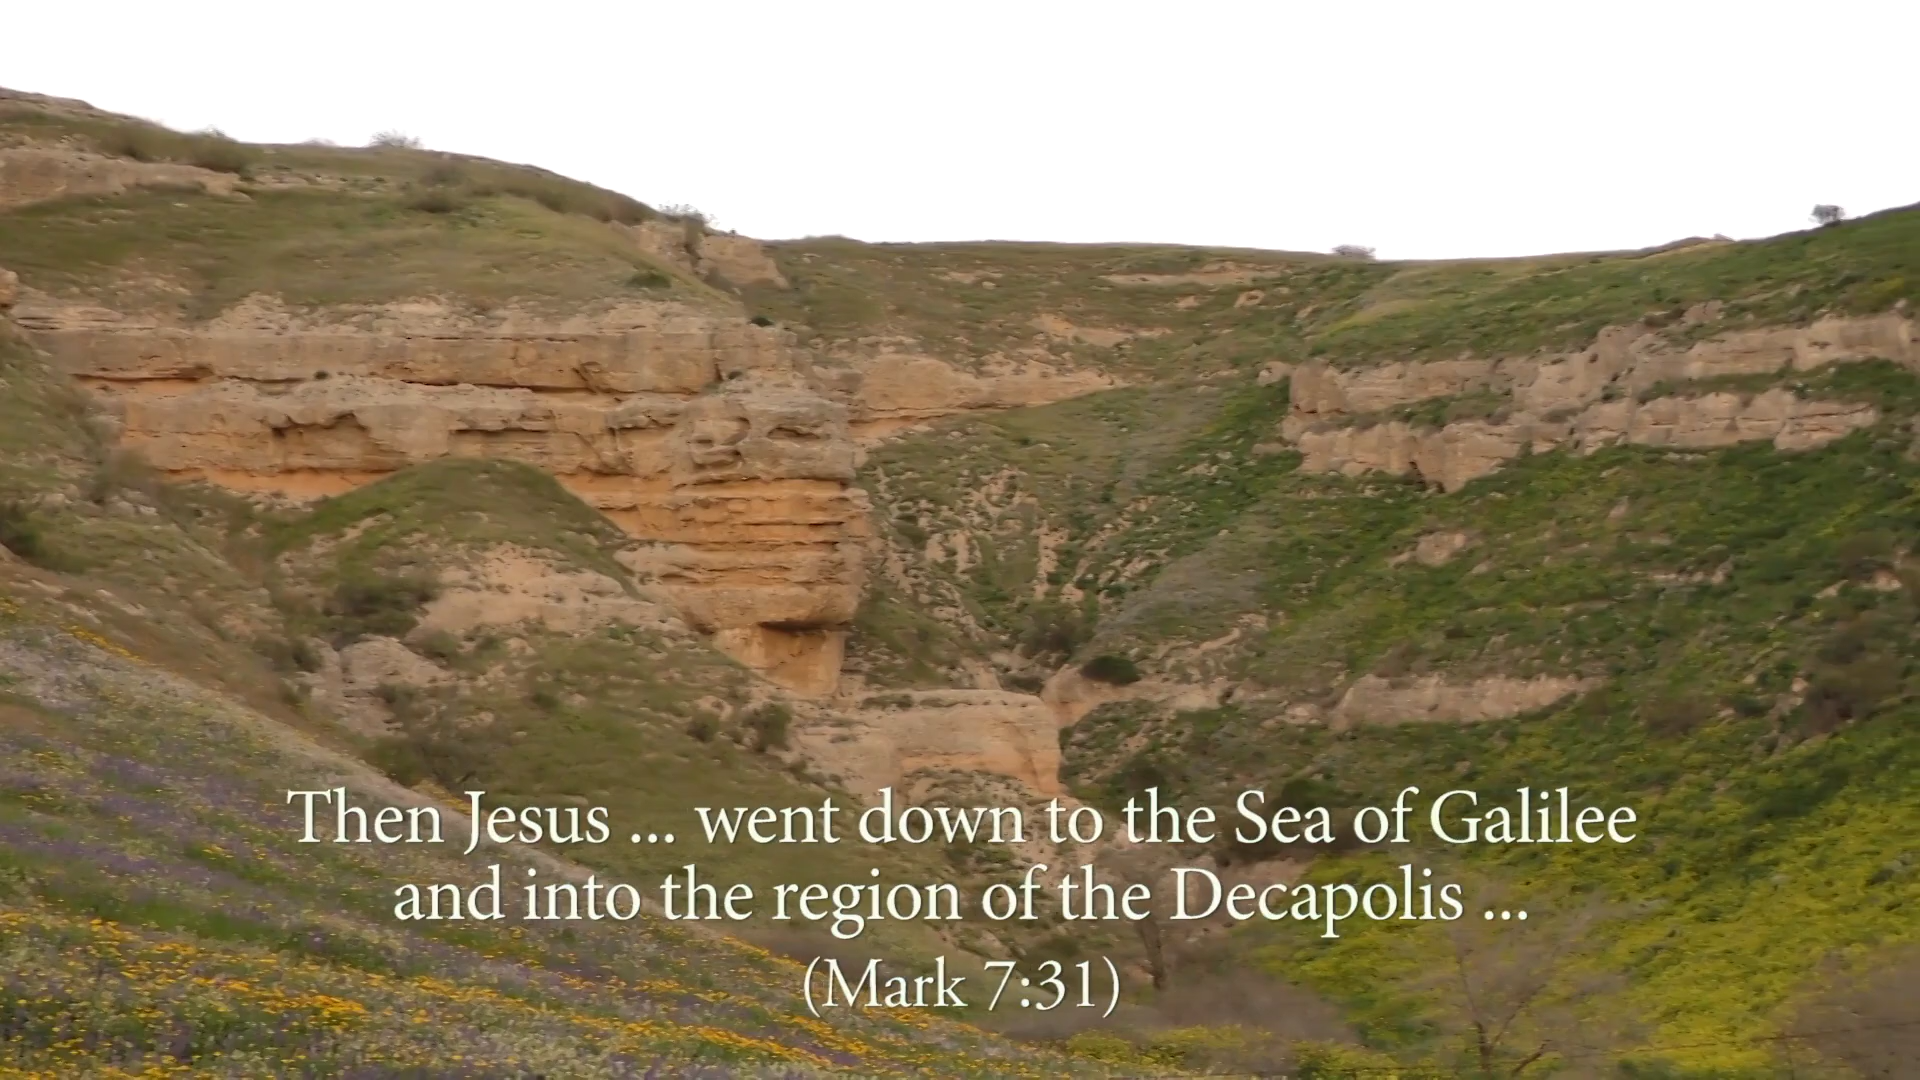 Then Jesus ... went down to the Sea of Galilee
and into the region of the Decapolis ...
(Mark 7:31)